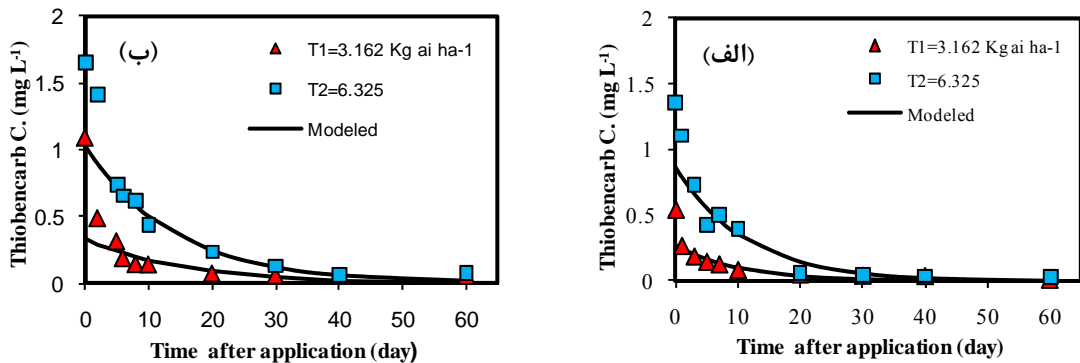 (ب)
Thiobencarb C. (mg L-1)
2
1.5
1
0.5
0
T1=3.162 Kg ai ha-1
T2=6.325
Modeled
0 10 20 30 40 50 60
Time after application (day)
(الف)
Thiobencarb C. (mg L-1)
2
1.5
1
0.5
0
T1=3.162 Kg ai ha-1
T2=6.325
Modeled
0 10 20 30 40 50 60
Time after application (day)